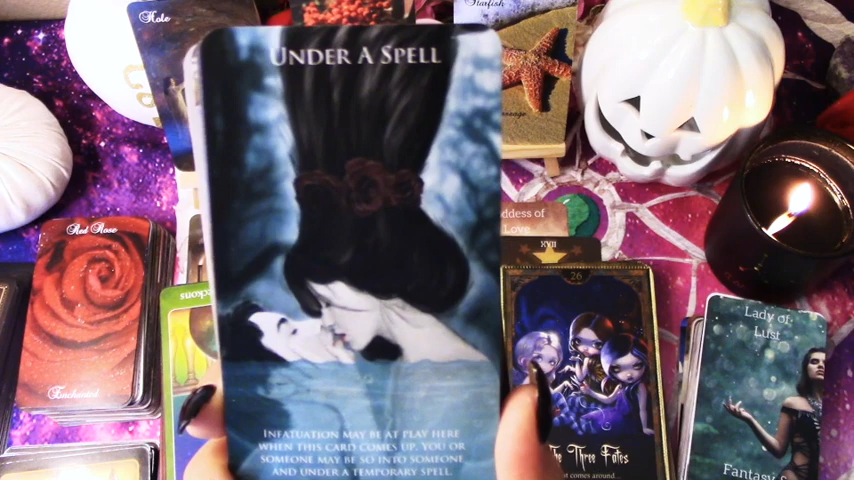 Hole
Starfish
UNDER A SPELL
INFATUATION MAY BE AT PLAY HERE
WHEN THIS CARD COMES UP. YOU OR
SOMEONE MAY BE SO INTO SOMEONE
AND UNDER A TEMPORARY SPELL.
Red Rose
Enchanted
ddess of
Love
XVII
26
The Three Fates
comes around...
Lady of
Lust
Fantasy